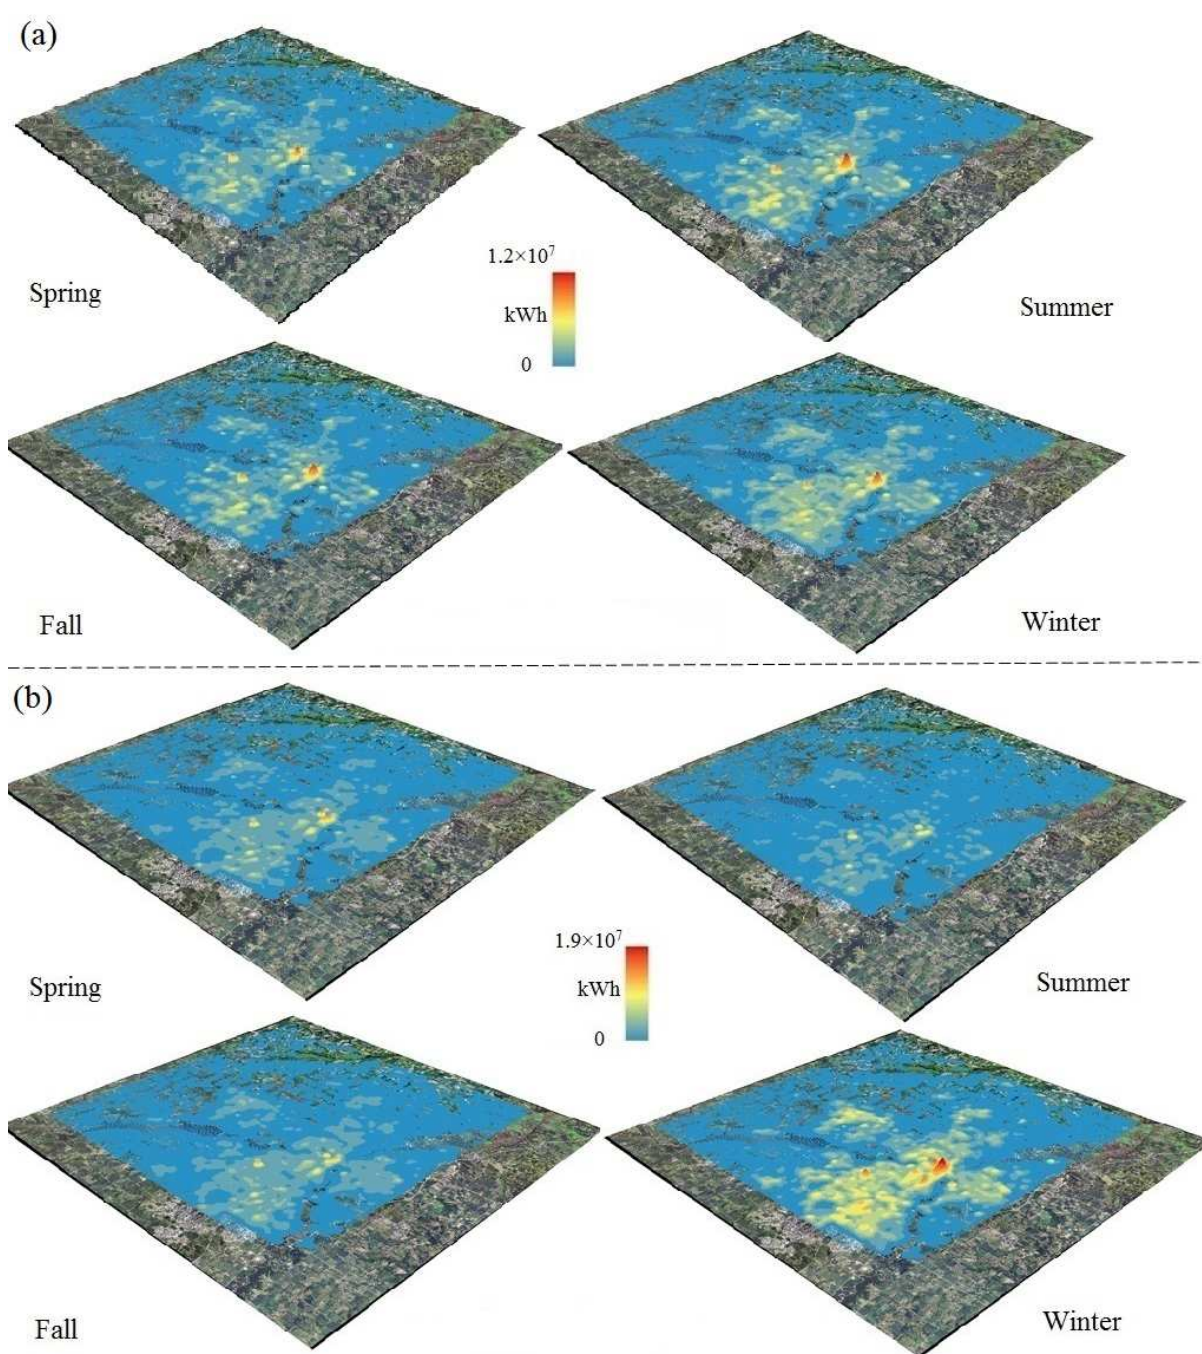 (a)
Spring
1.2×10⁷
kWh
0
Summer
Fall
Winter
(b)
Spring
1.9×10⁷
kWh
0
Summer
Fall
Winter